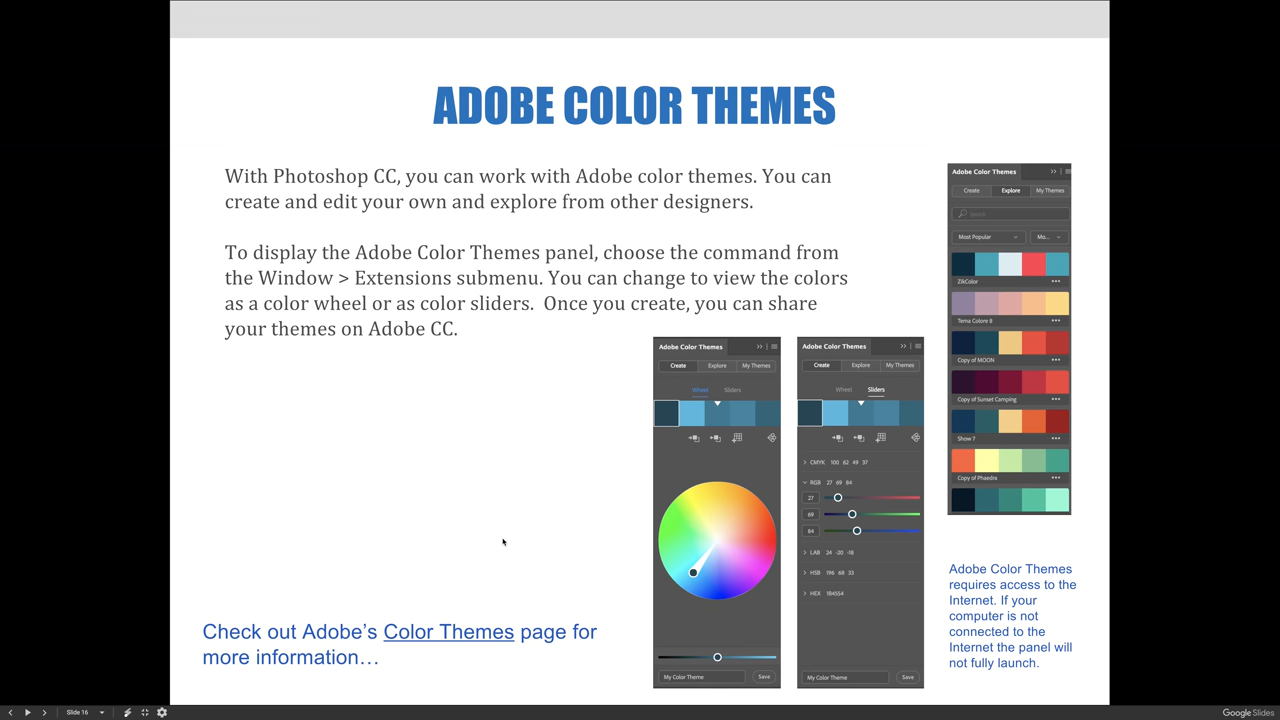 ADOBE COLOR THEMES
With Photoshop CC, you can work with Adobe color themes. You can
create and edit your own and explore from other designers.
To display the Adobe Color Themes panel, choose the command from
the Window > Extensions submenu. You can change to view the colors
as a color wheel or as color sliders. Once you create, you can share
your themes on Adobe CC.
Adobe Color Themes
Create Explore My Themes
Wheel Sliders
My Color Theme Save
Adobe Color Themes
Create Explore My Themes
Wheel Sliders
CMYK 100 62 49 37
RGB 27 69 84
27
69
84
LAB 24 -20 -18
HSB 196 68 33
HEX 1B4554
My Color Theme Save
Adobe Color Themes
Create Explore My Themes
Search
Most Popular Mo...
ZikColor
Tema Colore 8
Copy of MOON
Copy of Sunset Camping
Show 7
Copy of Phaedra
Adobe Color Themes
requires access to the
Internet. If your
computer is not
connected to the
Internet the panel will
not fully launch.
Check out Adobe's Color Themes page for
more information…
Slide 16
Google Slides